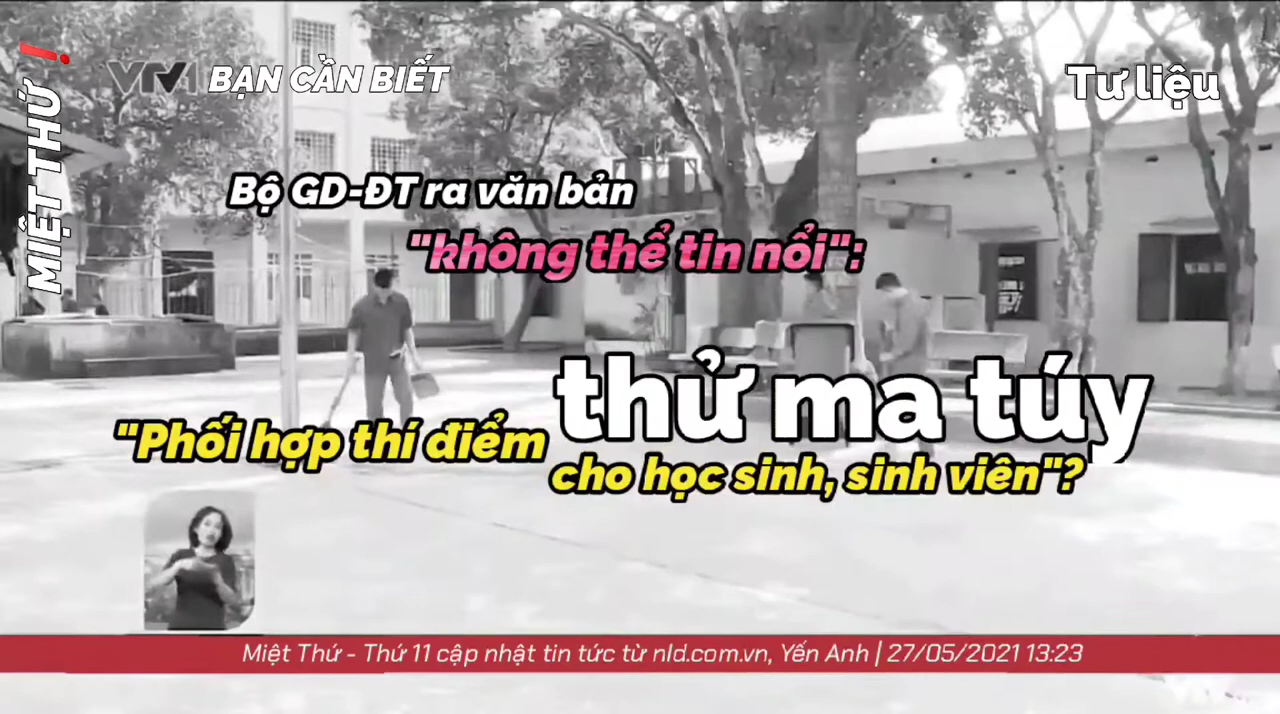 MIỆT THỨ !
VTV1 BẠN CẦN BIẾT
Tư liệu
Bộ GD-ĐT ra văn bản
"không thể tin nổi":
"Phối hợp thí điểm thử ma túy
cho học sinh, sinh viên"?
Miệt Thứ - Thứ 11 cập nhật tin tức từ nld.com.vn, Yến Anh | 27/05/2021 13:23